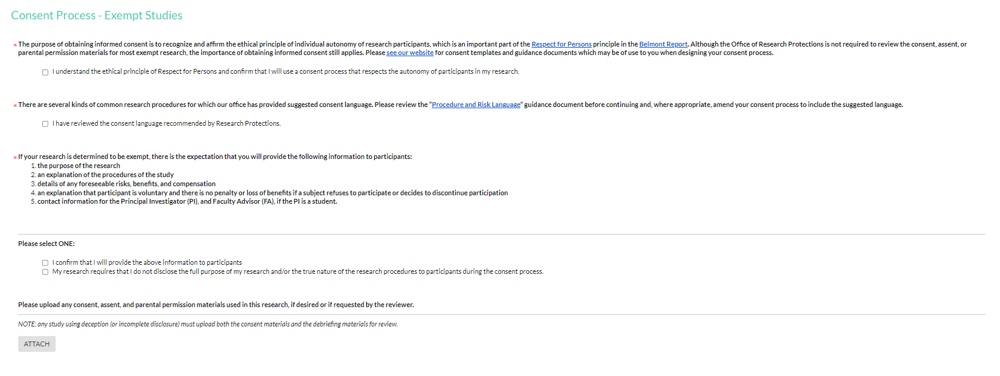 Consent Process - Exempt Studies
* The purpose of obtaining informed consent is to recognize and affirm the ethical principle of individual autonomy of research participants, which is an important part of the Respect for Persons principle in the Belmont Report. Although the Office of Research Protections is not required to review the consent, assent, or
parental permission materials for most exempt research, the importance of obtaining informed consent still applies. Please see our website for consent templates and guidance documents which may be of use to you when designing your consent process.
I understand the ethical principle of Respect for Persons and confirm that I will use a consent process that respects the autonomy of participants in my research.
* There are several kinds of common research procedures for which our office has provided suggested consent language. Please review the "Procedure and Risk Language" guidance document before continuing and, where appropriate, amend your consent process to include the suggested language.
I have reviewed the consent language recommended by Research Protections.
* If your research is determined to be exempt, there is the expectation that you will provide the following information to participants:
1. the purpose of the research
2. an explanation of the procedures of the study
3. details of any foreseeable risks, benefits, and compensation
4. an explanation that participant is voluntary and there is no penalty or loss of benefits if a subject refuses to participate or decides to discontinue participation
5. contact information for the Principal Investigator (PI), and Faculty Advisor (FA), if the PI is a student.
Please select ONE:
I confirm that I will provide the above information to participants
My research requires that I do not disclose the full purpose of my research and/or the true nature of the research procedures to participants during the consent process.
Please upload any consent, assent, and parental permission materials used in this research, if desired or if requested by the reviewer.
NOTE: any study using deception (or incomplete disclosure) must upload both the consent materials and the debriefing materials for review.
ATTACH